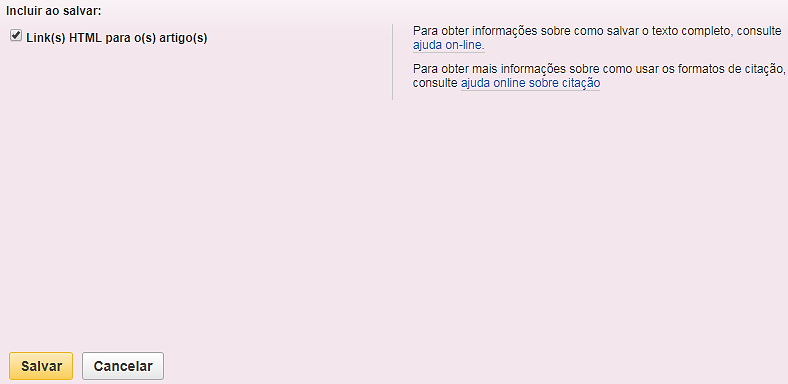 Incluir ao salvar:
Link(s) HTML para o(s) artigo(s)
Para obter informações sobre como salvar o texto completo, consulte
ajuda on-line.
Para obter mais informações sobre como usar os formatos de citação,
consulte ajuda online sobre citação
Salvar
Cancelar